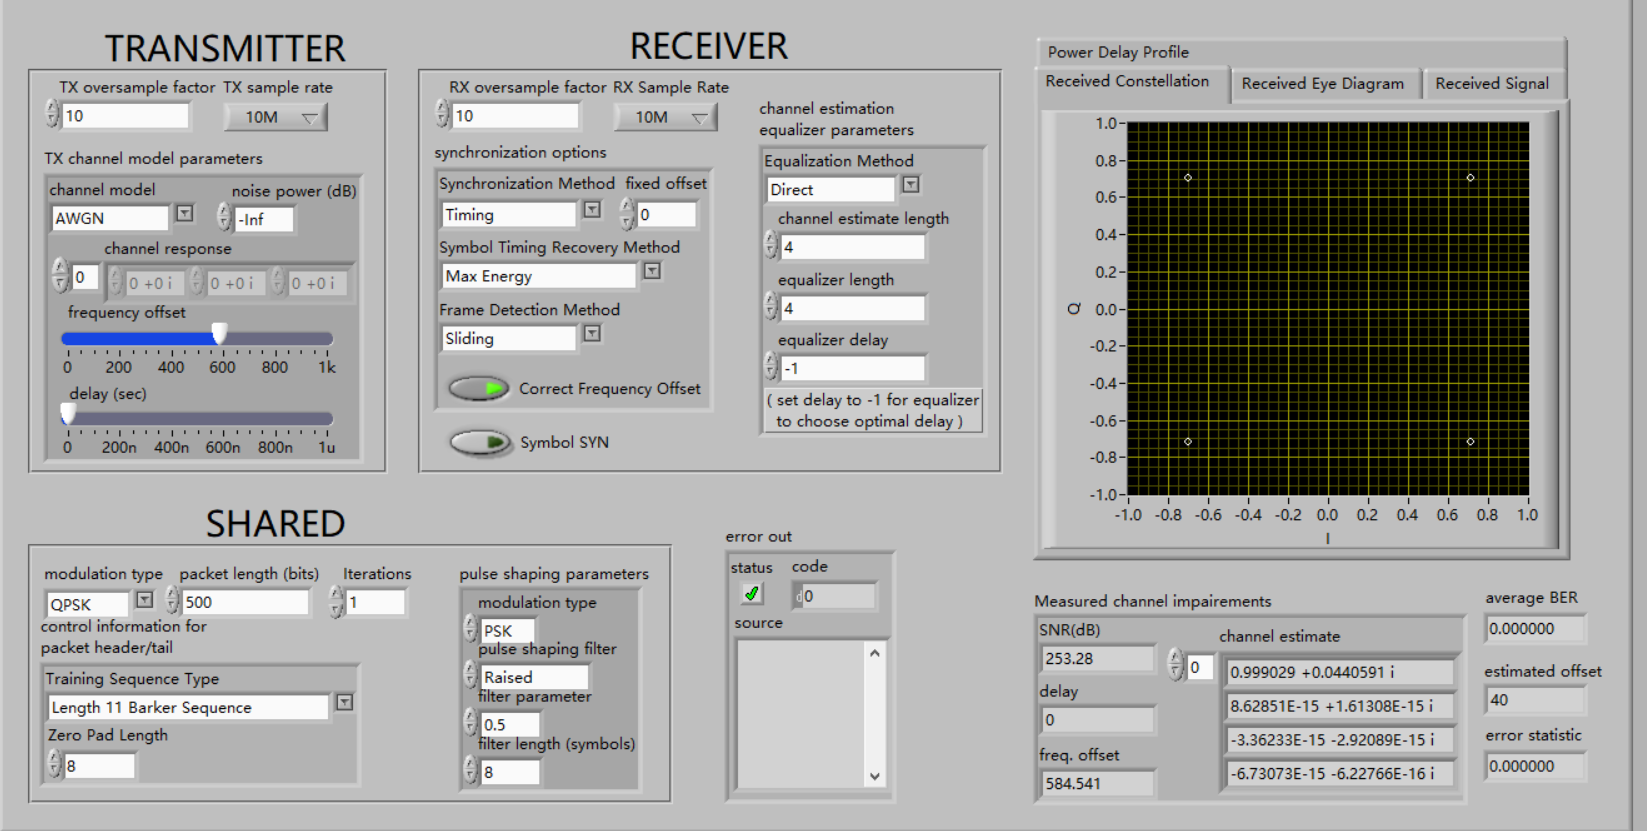 TRANSMITTER
TX oversample factor TX sample rate
10
10M
TX channel model parameters
channel model
noise power (dB)
AWGN
-Inf
channel response
0
0 +0 i
0 +0 i
0 +0 i
frequency offset
0 200 400 600 800 1k
delay (sec)
0 200n 400n 600n 800n 1u
RECEIVER
RX oversample factor RX Sample Rate
10
10M
synchronization options
Synchronization Method fixed offset
Timing
0
Symbol Timing Recovery Method
Max Energy
Frame Detection Method
Sliding
Correct Frequency Offset
Symbol SYN
channel estimation
equalizer parameters
Equalization Method
Direct
channel estimate length
4
equalizer length
4
equalizer delay
-1
( set delay to -1 for equalizer
to choose optimal delay )
Power Delay Profile
Received Constellation
Received Eye Diagram
Received Signal
1.0
0.8
0.6
0.4
0.2
0.0
-0.2
-0.4
-0.6
-0.8
-1.0
Q
-1.0 -0.8 -0.6 -0.4 -0.2 0.0 0.2 0.4 0.6 0.8 1.0
I
SHARED
modulation type
packet length (bits)
Iterations
QPSK
500
1
control information for
packet header/tail
Training Sequence Type
Length 11 Barker Sequence
Zero Pad Length
8
pulse shaping parameters
modulation type
PSK
pulse shaping filter
Raised
filter parameter
0.5
filter length (symbols)
8
error out
status
code
d0
source
Measured channel impairements
SNR(dB)
253.28
delay
0
freq. offset
584.541
channel estimate
0
0.999029 +0.0440591 i
8.62851E-15 +1.61308E-15 i
-3.36233E-15 -2.92089E-15 i
-6.73073E-15 -6.22766E-16 i
average BER
0.000000
estimated offset
40
error statistic
0.000000